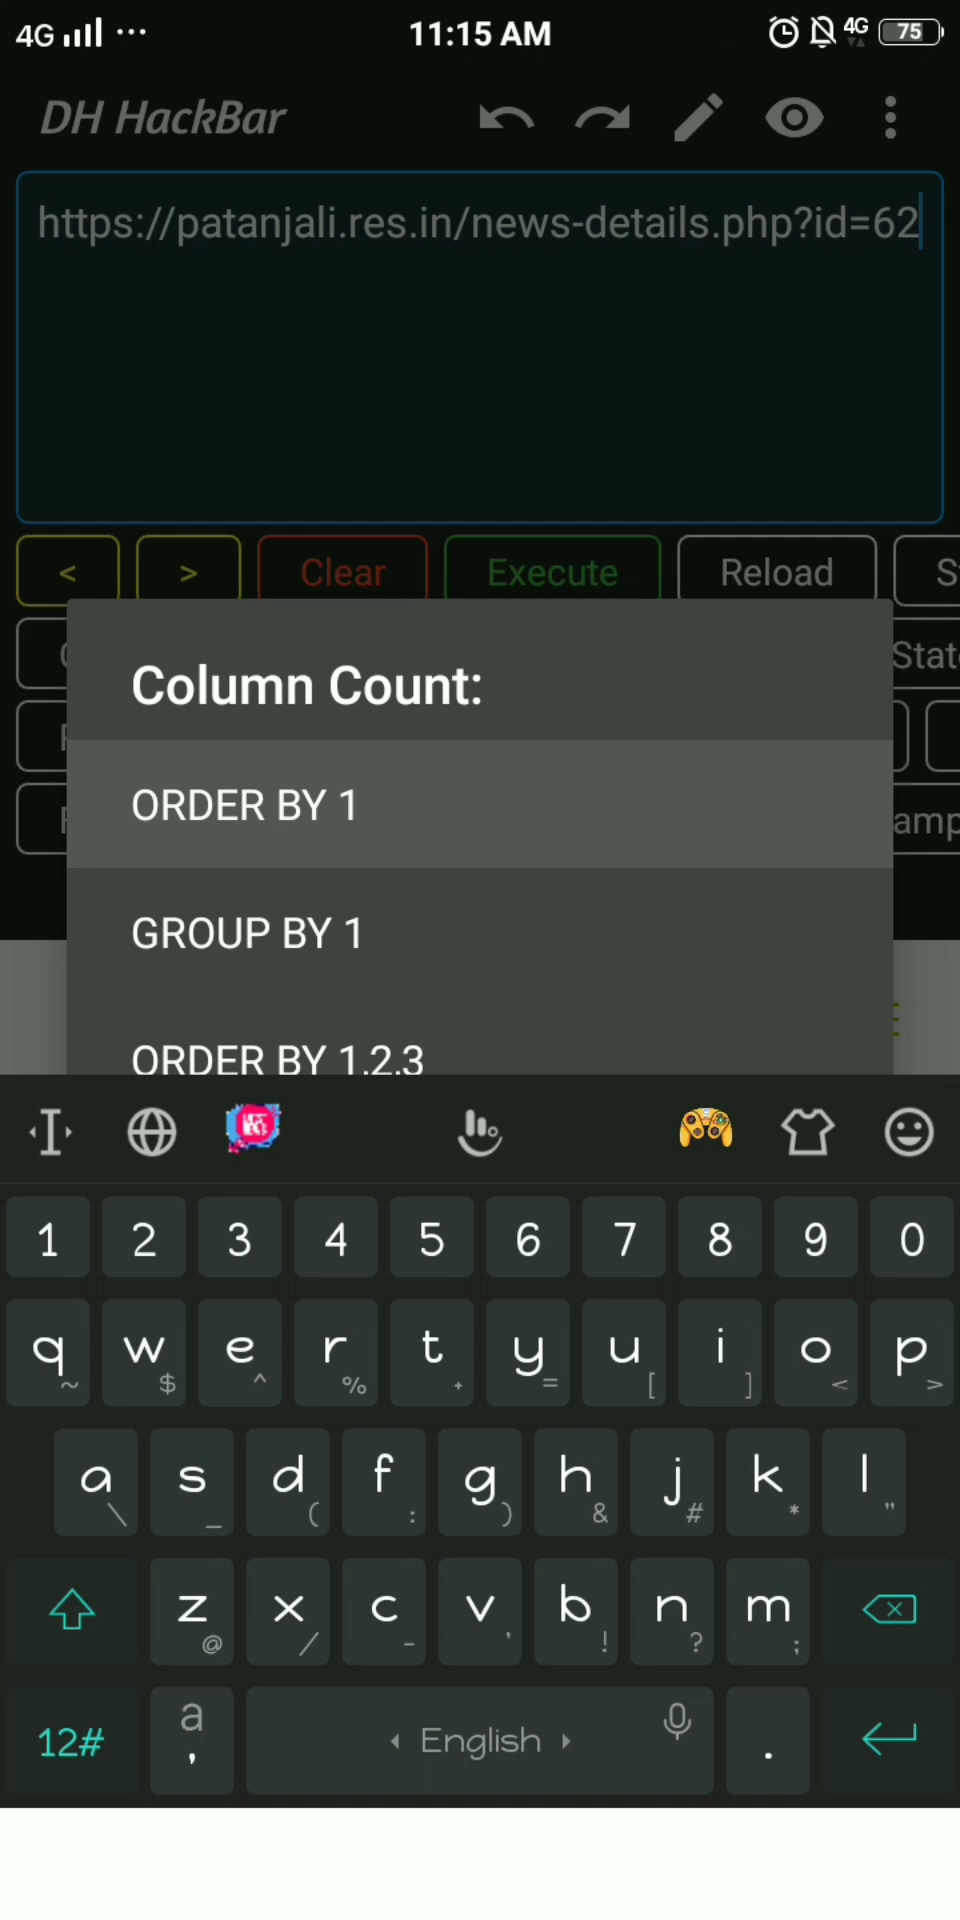 4G 11:15 AM 4G 75
DH HackBar
https://patanjali.res.in/news-details.php?id=62
< > Clear Execute Reload
Stat
amp
Column Count:
ORDER BY 1
GROUP BY 1
ORDER BY 1,2,3
1 2 3 4 5 6 7 8 9 0
q w e r t y u i o p
~ $ ^ % + = [ ] < >
a s d f g h j k l
\ _ ( : ) & # * "
z x c v b n m
@ / - ' ! ? ;
12# a , English .